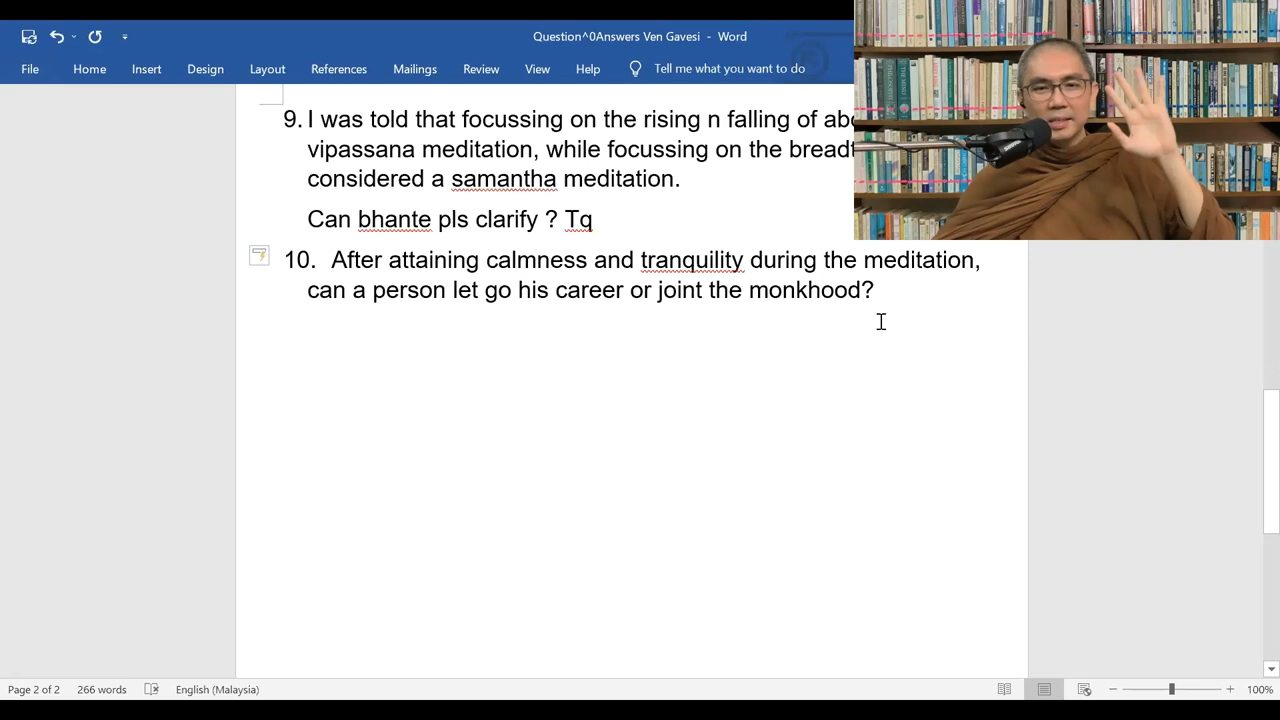 Question^0Answers Ven Gavesi - Word
File Home Insert Design Layout References Mailings Review View Help Tell me what you want to do
9. I was told that focussing on the rising n falling of
vipassana meditation, while focussing on the
considered a samantha meditation.
Can bhante pls clarify ? Tq
10. After attaining calmness and tranquility during the meditation,
can a person let go his career or joint the monkhood?
Page 2 of 2 266 words English (Malaysia) 100%